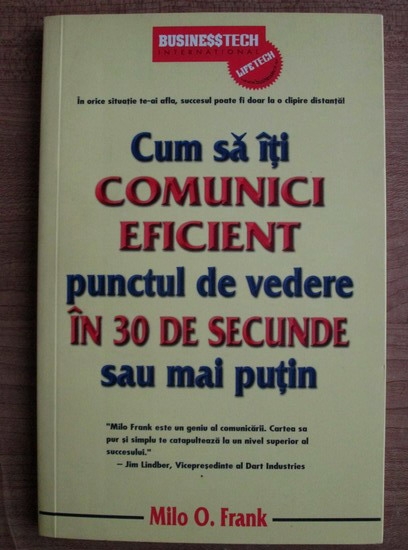 BUSINE$$TECH
INTERNATIONAL
LIFETECH
În orice situație te-ai afla, succesul poate fi doar la o clipire distanță!
Cum să îți
COMUNICI
EFICIENT
punctul de vedere
ÎN 30 DE SECUNDE
sau mai puțin
"Milo Frank este un geniu al comunicării. Cartea sa
pur și simplu te catapultează la un nivel superior al
succesului."
– Jim Lindber, Vicepreședinte al Dart Industries
Milo O. Frank